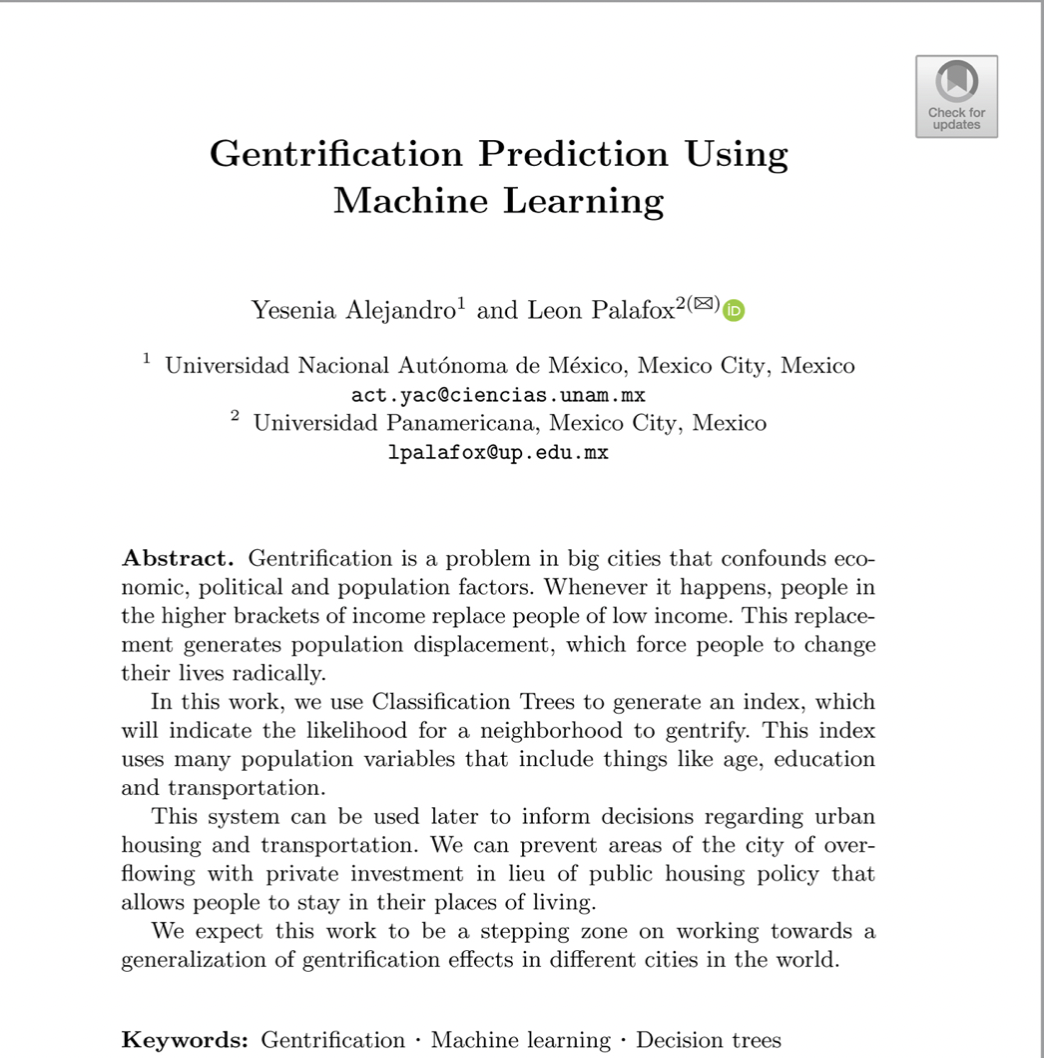 Check for
updates
Gentrification Prediction Using
Machine Learning
Yesenia Alejandro1 and Leon Palafox2(✉) iD
1 Universidad Nacional Autónoma de México, Mexico City, Mexico
act.yac@ciencias.unam.mx
2 Universidad Panamericana, Mexico City, Mexico
lpalafox@up.edu.mx
Abstract. Gentrification is a problem in big cities that confounds eco-
nomic, political and population factors. Whenever it happens, people in
the higher brackets of income replace people of low income. This replace-
ment generates population displacement, which force people to change
their lives radically.
In this work, we use Classification Trees to generate an index, which
will indicate the likelihood for a neighborhood to gentrify. This index
uses many population variables that include things like age, education
and transportation.
This system can be used later to inform decisions regarding urban
housing and transportation. We can prevent areas of the city of over-
flowing with private investment in lieu of public housing policy that
allows people to stay in their places of living.
We expect this work to be a stepping zone on working towards a
generalization of gentrification effects in different cities in the world.
Keywords: Gentrification · Machine learning · Decision trees